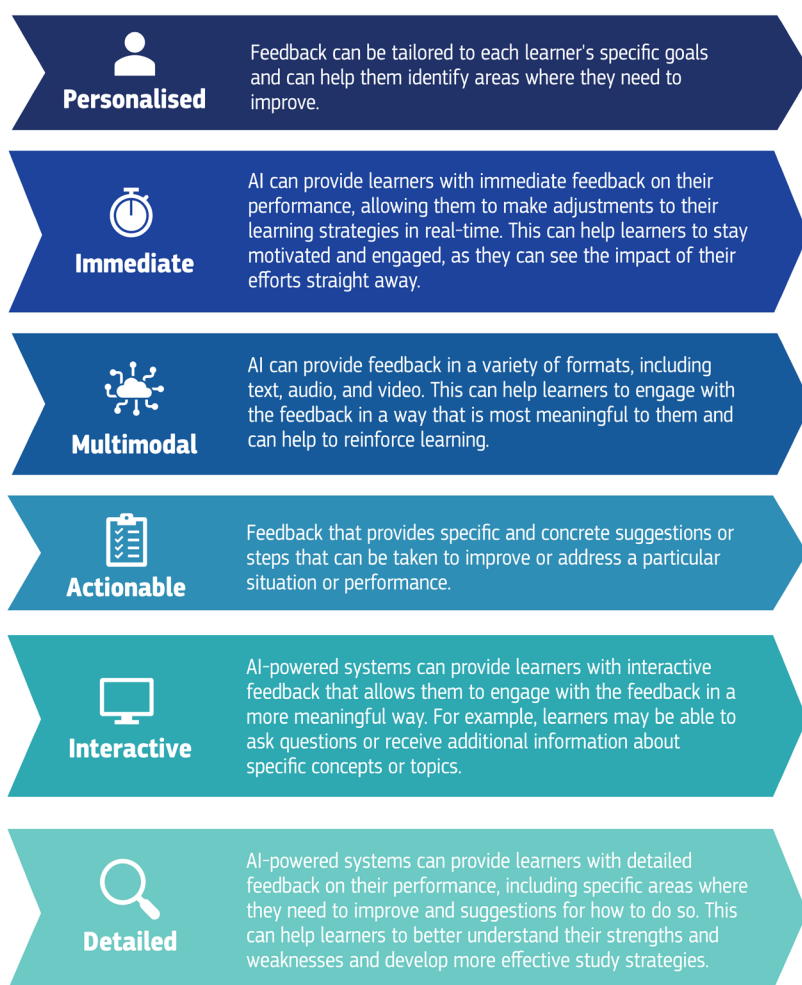 Personalised
Feedback can be tailored to each learner's specific goals
and can help them identify areas where they need to
improve.
Immediate
AI can provide learners with immediate feedback on their
performance, allowing them to make adjustments to their
learning strategies in real-time. This can help learners to stay
motivated and engaged, as they can see the impact of their
efforts straight away.
Multimodal
AI can provide feedback in a variety of formats, including
text, audio, and video. This can help learners to engage with
the feedback in a way that is most meaningful to them and
can help to reinforce learning.
Actionable
Feedback that provides specific and concrete suggestions or
steps that can be taken to improve or address a particular
situation or performance.
Interactive
AI-powered systems can provide learners with interactive
feedback that allows them to engage with the feedback in a
more meaningful way. For example, learners may be able to
ask questions or receive additional information about
specific concepts or topics.
Detailed
AI-powered systems can provide learners with detailed
feedback on their performance, including specific areas where
they need to improve and suggestions for how to do so. This
can help learners to better understand their strengths and
weaknesses and develop more effective study strategies.